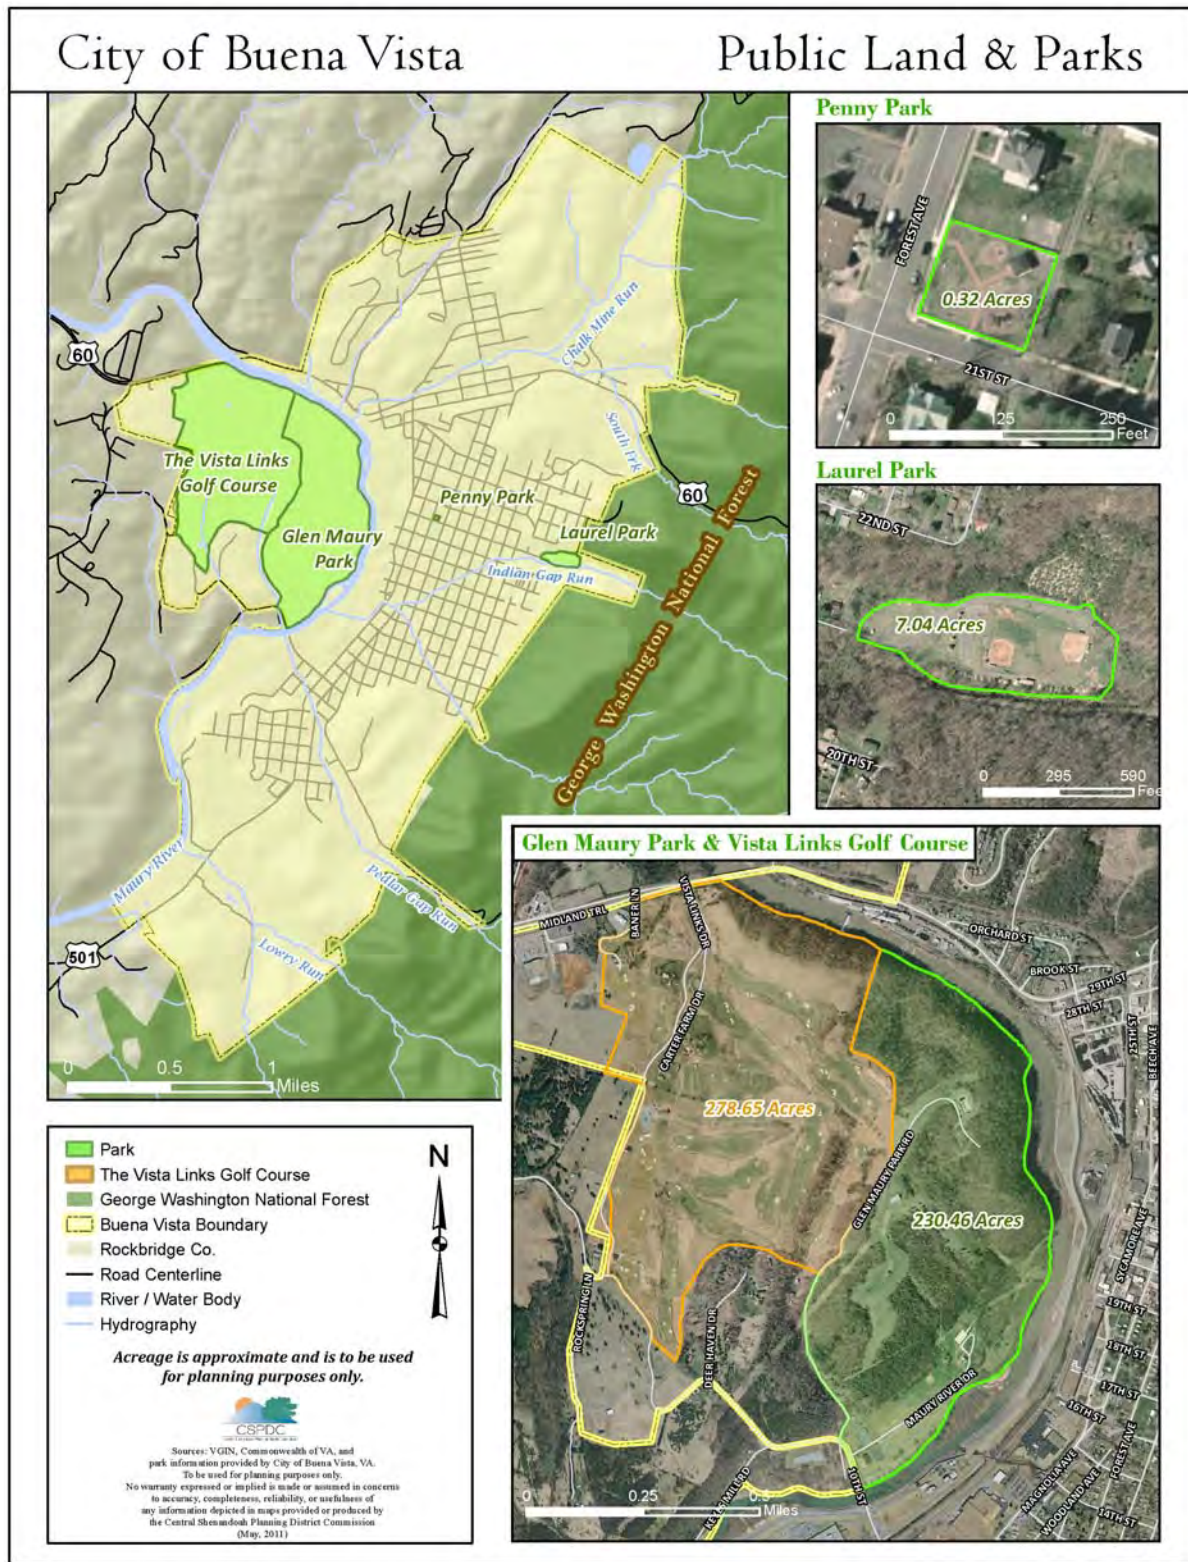 City of Buena Vista
Public Land & Parks
60
The Vista Links
Golf Course
Glen Maury
Park
Penny Park
Laurel Park
Chalk Mine Run
South Frk
60
Indian Gap Run
George Washington National Forest
Maury River
Pedlar Gap Run
Lowry Run
501
0 0.5 1
Miles
Penny Park
FOREST AVE
0.32 Acres
21ST ST
0 125 250
Feet
Laurel Park
22ND ST
7.04 Acres
20TH ST
0 295 590
Fee
Glen Maury Park & Vista Links Golf Course
MIDLAND TRL
BANER LN
VISTA LINKS DR
CARTER FARM DR
ORCHARD ST
BROOK ST
29TH ST
28TH ST
25TH ST
BEECH AVE
278.65 Acres
GLEN MAURY PARK RD
230.46 Acres
SYCAMORE AVE
ROCKSPRING LN
DEER HAVEN DR
MAURY RIVER DR
19TH ST
18TH ST
17TH ST
16TH ST
FOREST AVE
MAGNOLIA AVE
WOODLAND AVE
14TH ST
KEYES MILL RD
10TH ST
0 0.25 0.5
Miles
Park
The Vista Links Golf Course
George Washington National Forest
Buena Vista Boundary
Rockbridge Co.
Road Centerline
River / Water Body
Hydrography
N
Acreage is approximate and is to be used
for planning purposes only.
CSPDC
Sources: VGIN, Commonwealth of VA, and
park information provided by City of Buena Vista, VA.
To be used for planning purposes only.
No warranty expressed or implied is made or assumed in concerns
to accuracy, completeness, reliability, or usefulness of
any information depicted in maps provided or produced by
the Central Shenandoah Planning District Commission
(May, 2011)